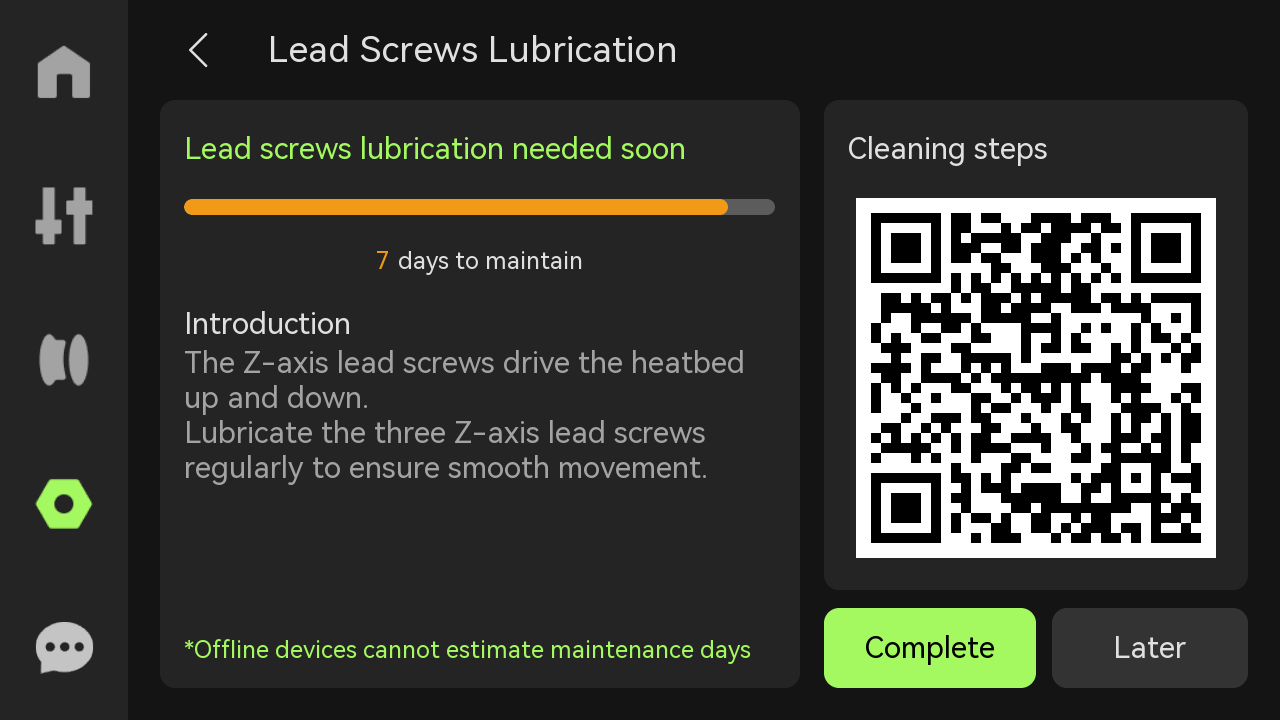 Lead Screws Lubrication
Lead screws lubrication needed soon
7 days to maintain
Introduction
The Z-axis lead screws drive the heatbed
up and down.
Lubricate the three Z-axis lead screws
regularly to ensure smooth movement.
*Offline devices cannot estimate maintenance days
Cleaning steps
Complete
Later